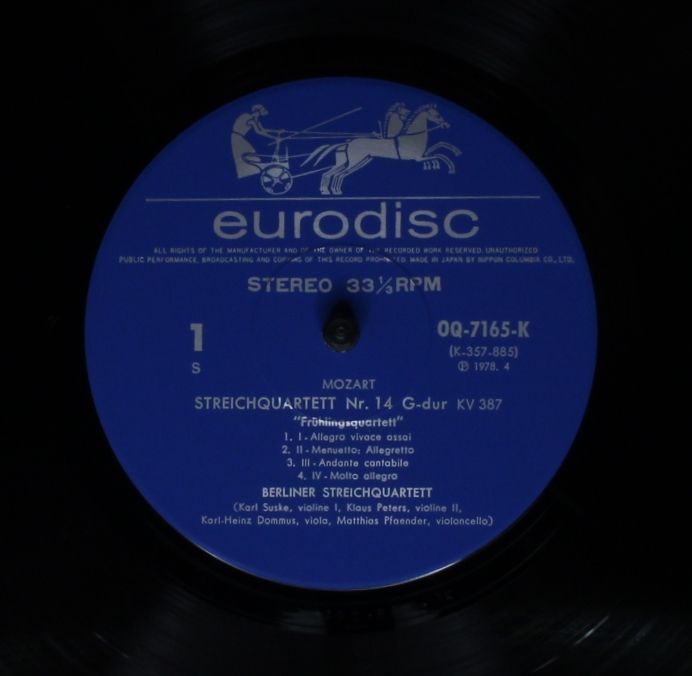 eurodisc
ALL RIGHTS OF THE MANUFACTURER AND OF THE OWNER OF THE RECORDED WORK RESERVED. UNAUTHORIZED
PUBLIC PERFORMANCE, BROADCASTING AND COPYING OF THIS RECORD PROHIBITED. MADE IN JAPAN BY NIPPON COLUMBIA CO., LTD.
STEREO 33⅓RPM
1
S
OQ-7165-K
(K-357-885)
Ⓟ 1978. 4
MOZART
STREICHQUARTETT Nr. 14 G-dur KV 387
"Frühlingsquartett"
1. I - Allegro vivace assai
2. II - Menuetto; Allegretto
3. III - Andante cantabile
4. IV - Molto allegro
BERLINER STREICHQUARTETT
(Karl Suske, violine I, Klaus Peters, violine II,
Karl-Heinz Dommus, viola, Matthias Pfaender, violoncello)